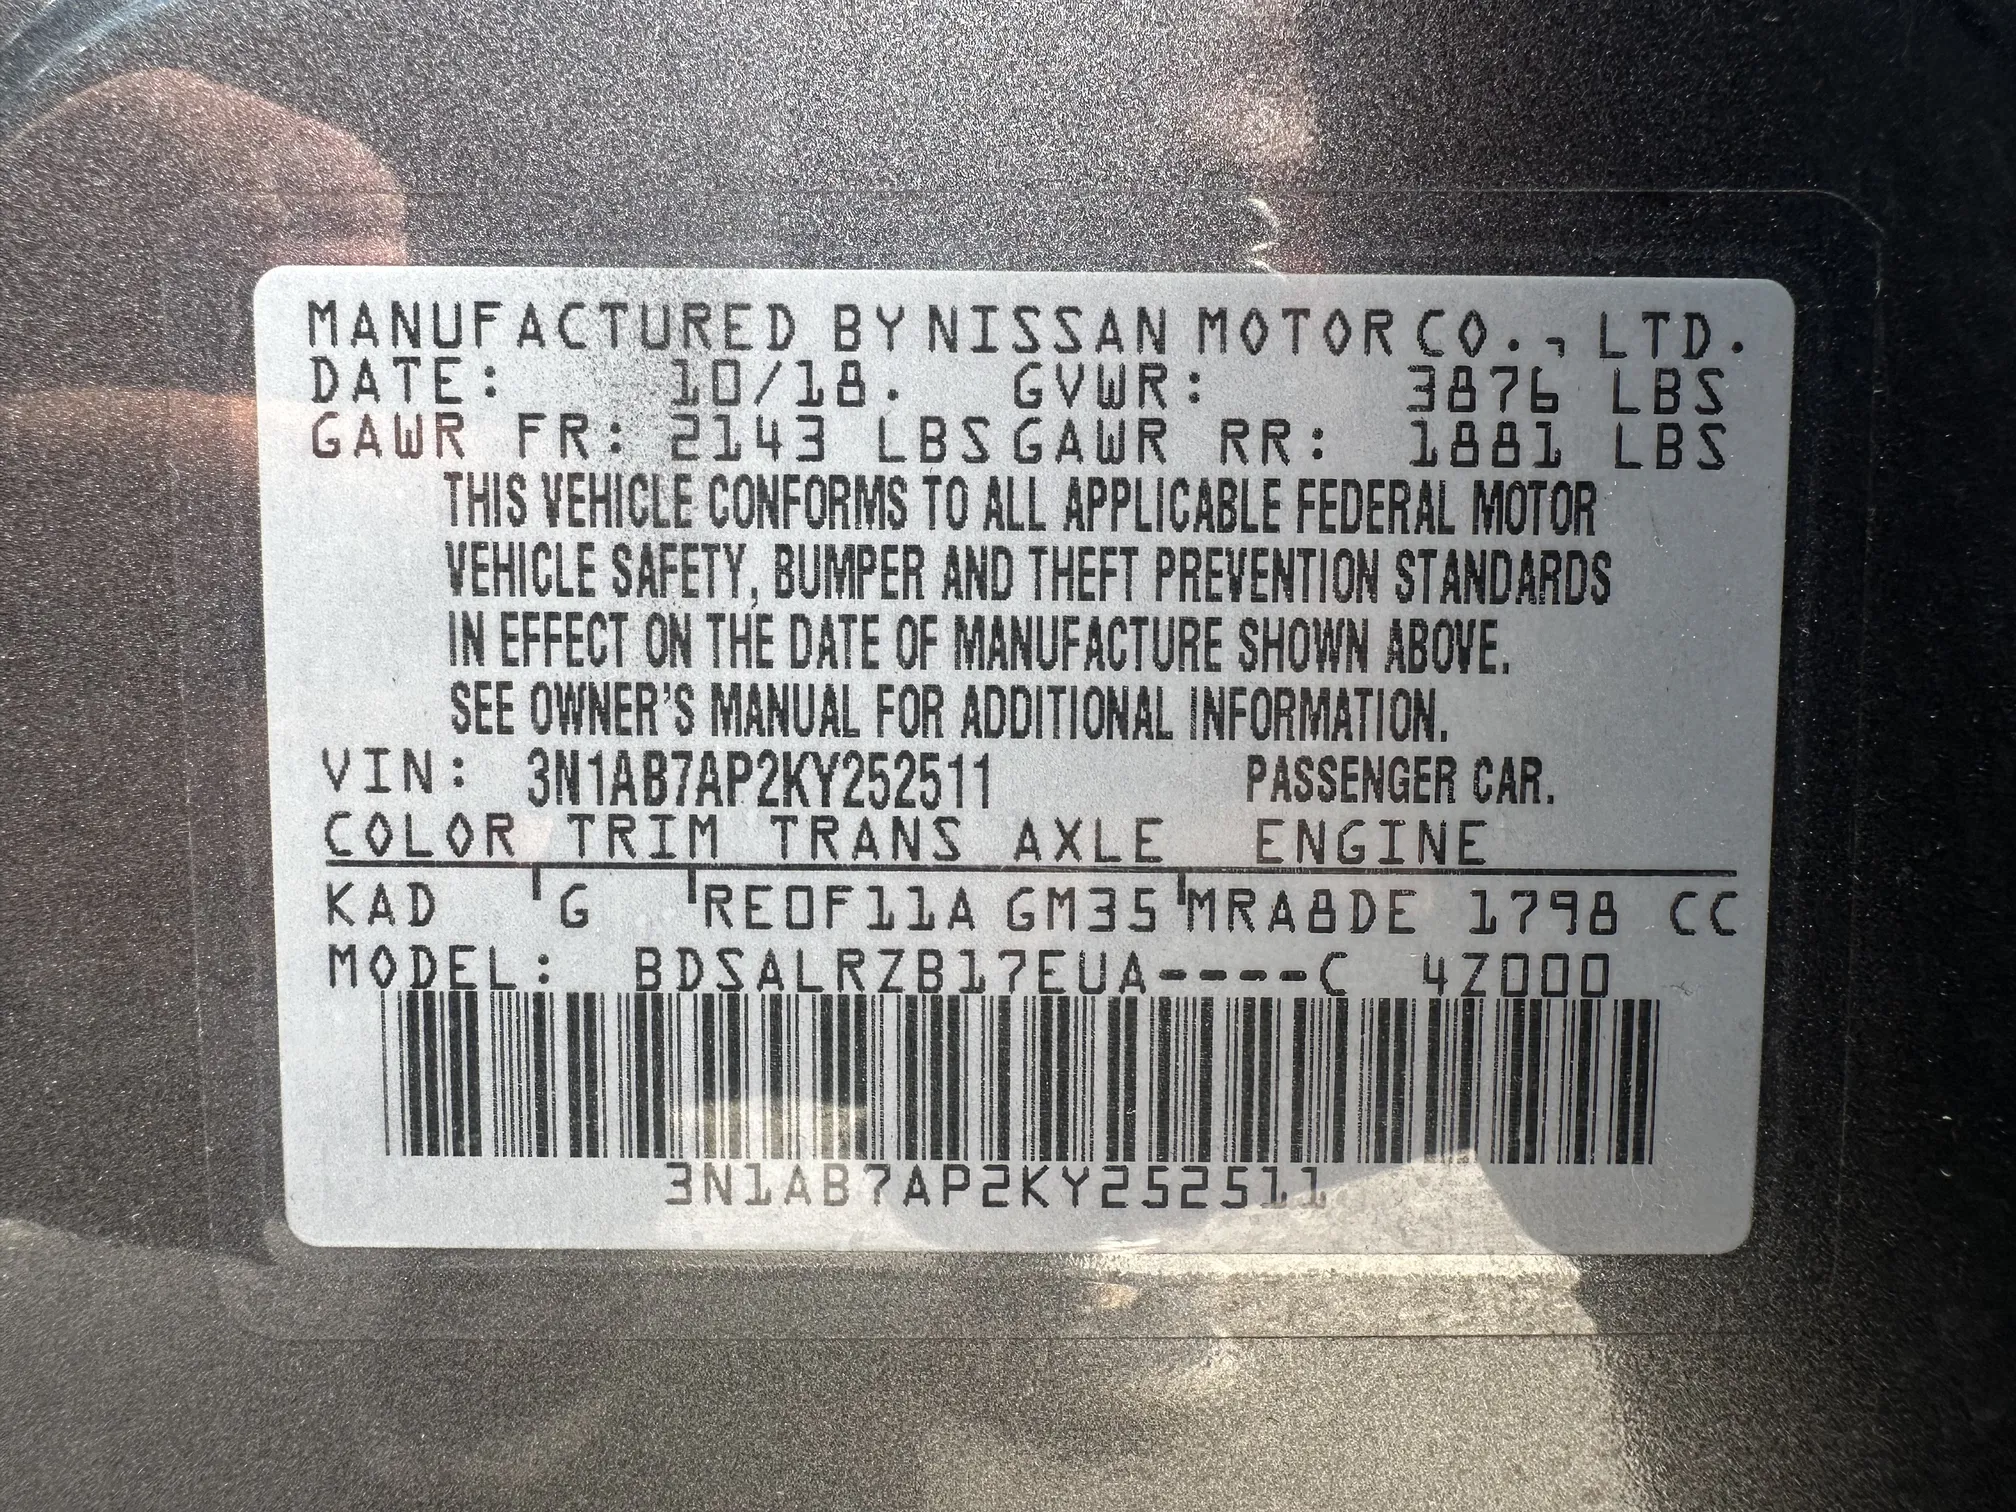 MANUFACTURED BY NISSAN MOTOR CO., LTD.
DATE: 10/18. GVWR: 3876 LBS
GAWR FR: 2143 LBS GAWR RR: 1881 LBS
THIS VEHICLE CONFORMS TO ALL APPLICABLE FEDERAL MOTOR
VEHICLE SAFETY, BUMPER AND THEFT PREVENTION STANDARDS
IN EFFECT ON THE DATE OF MANUFACTURE SHOWN ABOVE.
SEE OWNER'S MANUAL FOR ADDITIONAL INFORMATION.
VIN: 3N1AB7AP2KY252511 PASSENGER CAR.
COLOR TRIM TRANS AXLE ENGINE
KAD G RE0F11A GM35 MRA8DE 1798 CC
MODEL: BDSALRZB17EUA----C 4Z000
3N1AB7AP2KY252511